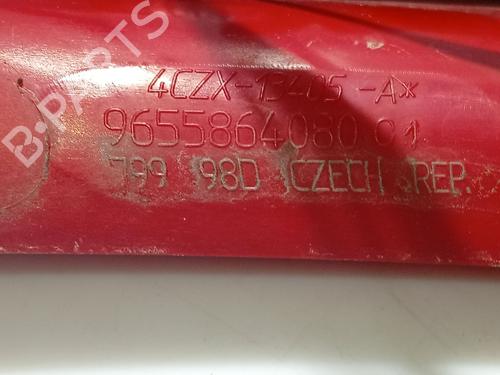 B-PARTS
4CZX-13405-A*
9655864080 01
799 98D CZECH REP.